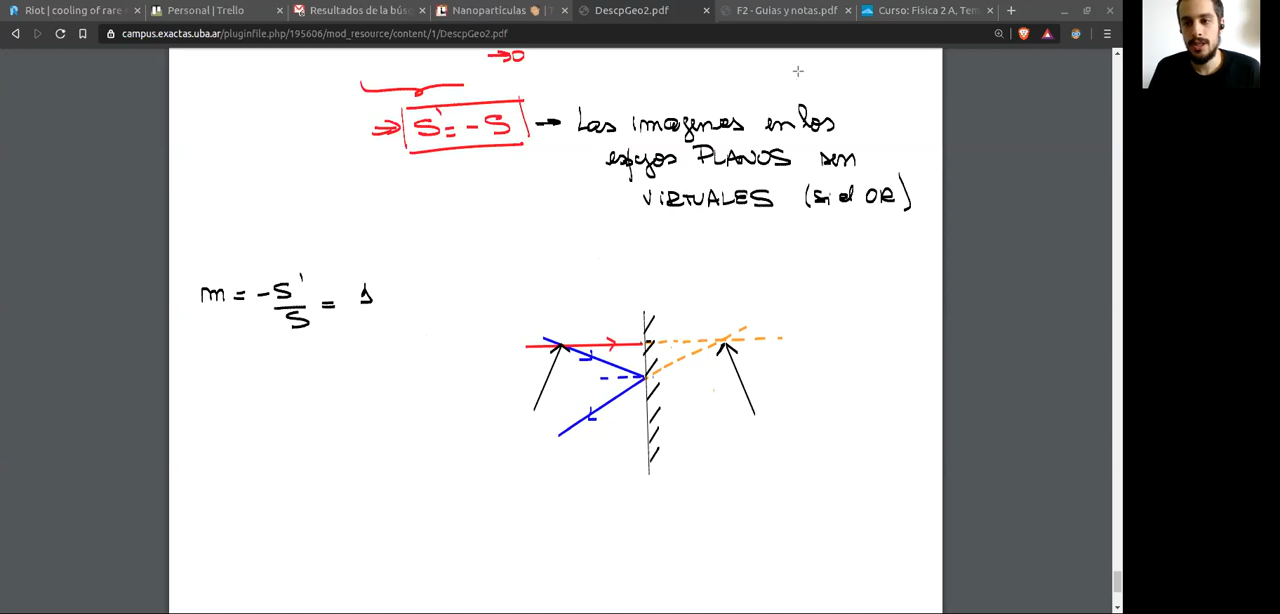 Riot | cooling of rare e
Personal | Trello
Resultados de la búsq
Nanopartículas 👋 | T
DescpGeo2.pdf
F2 - Guias y notas.pdf
Curso: Física 2 A, Tem
campus.exactas.uba.ar/pluginfile.php/195606/mod_resource/content/1/DescpGeo2.pdf
→0
⇒ S' = -S → Las imagenes en los
espejos PLANOS son
VIRTUALES (si el OR)
m = -S'/S = 1